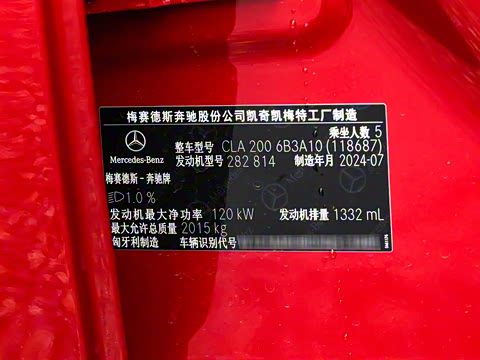 梅赛德斯奔驰股份公司凯奇凯梅特工厂制造
乘坐人数 5
整车型号 CLA 200 6B3A10 (118687)
Mercedes-Benz 发动机型号 282 814 制造年月 2024-07
梅赛德斯-奔驰牌
1.0 %
发动机最大净功率 120 kW 发动机排量 1332 mL
最大允许总质量 2015 kg
匈牙利制造 车辆识别代号